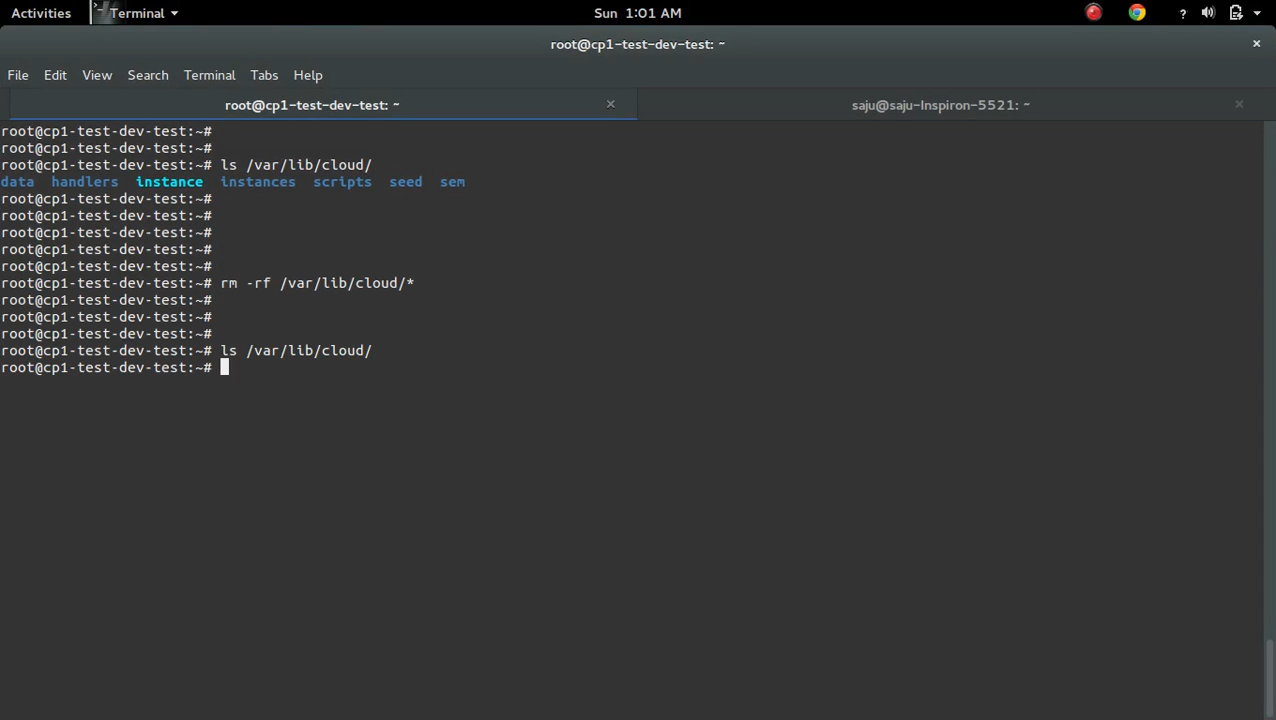 Activities
Terminal
Sun 1:01 AM
?
root@cp1-test-dev-test: ~
×
File Edit View Search Terminal Tabs Help
root@cp1-test-dev-test: ~ ×
saju@saju-Inspiron-5521: ~ ×
root@cp1-test-dev-test:~#
root@cp1-test-dev-test:~#
root@cp1-test-dev-test:~# ls /var/lib/cloud/
data  handlers  instance  instances  scripts  seed  sem
root@cp1-test-dev-test:~#
root@cp1-test-dev-test:~#
root@cp1-test-dev-test:~#
root@cp1-test-dev-test:~#
root@cp1-test-dev-test:~#
root@cp1-test-dev-test:~# rm -rf /var/lib/cloud/*
root@cp1-test-dev-test:~#
root@cp1-test-dev-test:~#
root@cp1-test-dev-test:~#
root@cp1-test-dev-test:~# ls /var/lib/cloud/
root@cp1-test-dev-test:~#